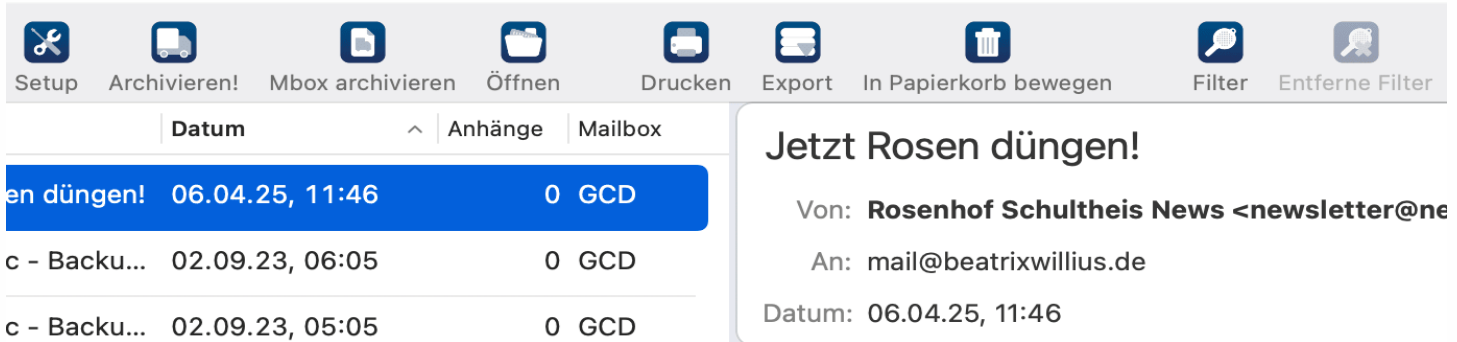 Setup Archivieren! Mbox archivieren Öffnen Drucken Export In Papierkorb bewegen Filter Entferne Filter
Datum Anhänge Mailbox
en düngen! 06.04.25, 11:46 0 GCD
c - Backu... 02.09.23, 06:05 0 GCD
c - Backu... 02.09.23, 05:05 0 GCD
Jetzt Rosen düngen!
Von: Rosenhof Schultheis News <newsletter@ne
An: mail@beatrixwillius.de
Datum: 06.04.25, 11:46